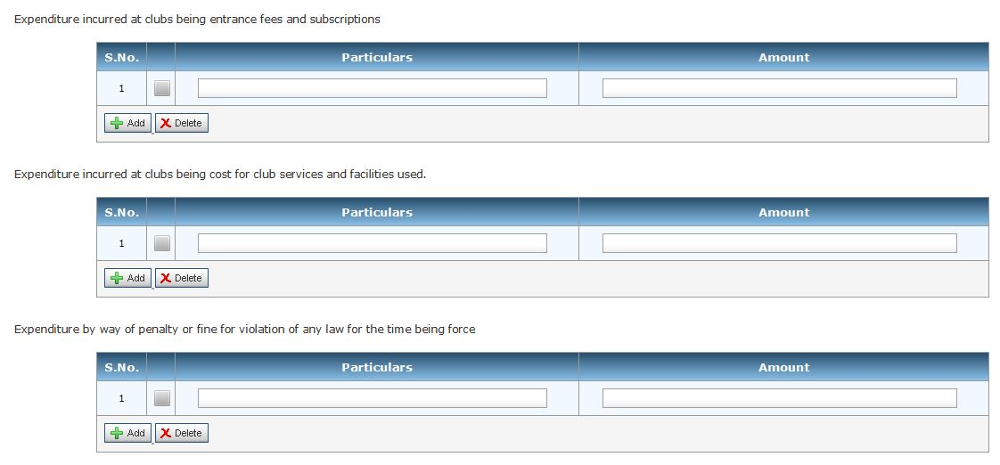 Expenditure incurred at clubs being entrance fees and subscriptions
S.No. Particulars Amount
1
Add Delete
Expenditure incurred at clubs being cost for club services and facilities used.
S.No. Particulars Amount
1
Add Delete
Expenditure by way of penalty or fine for violation of any law for the time being force
S.No. Particulars Amount
1
Add Delete